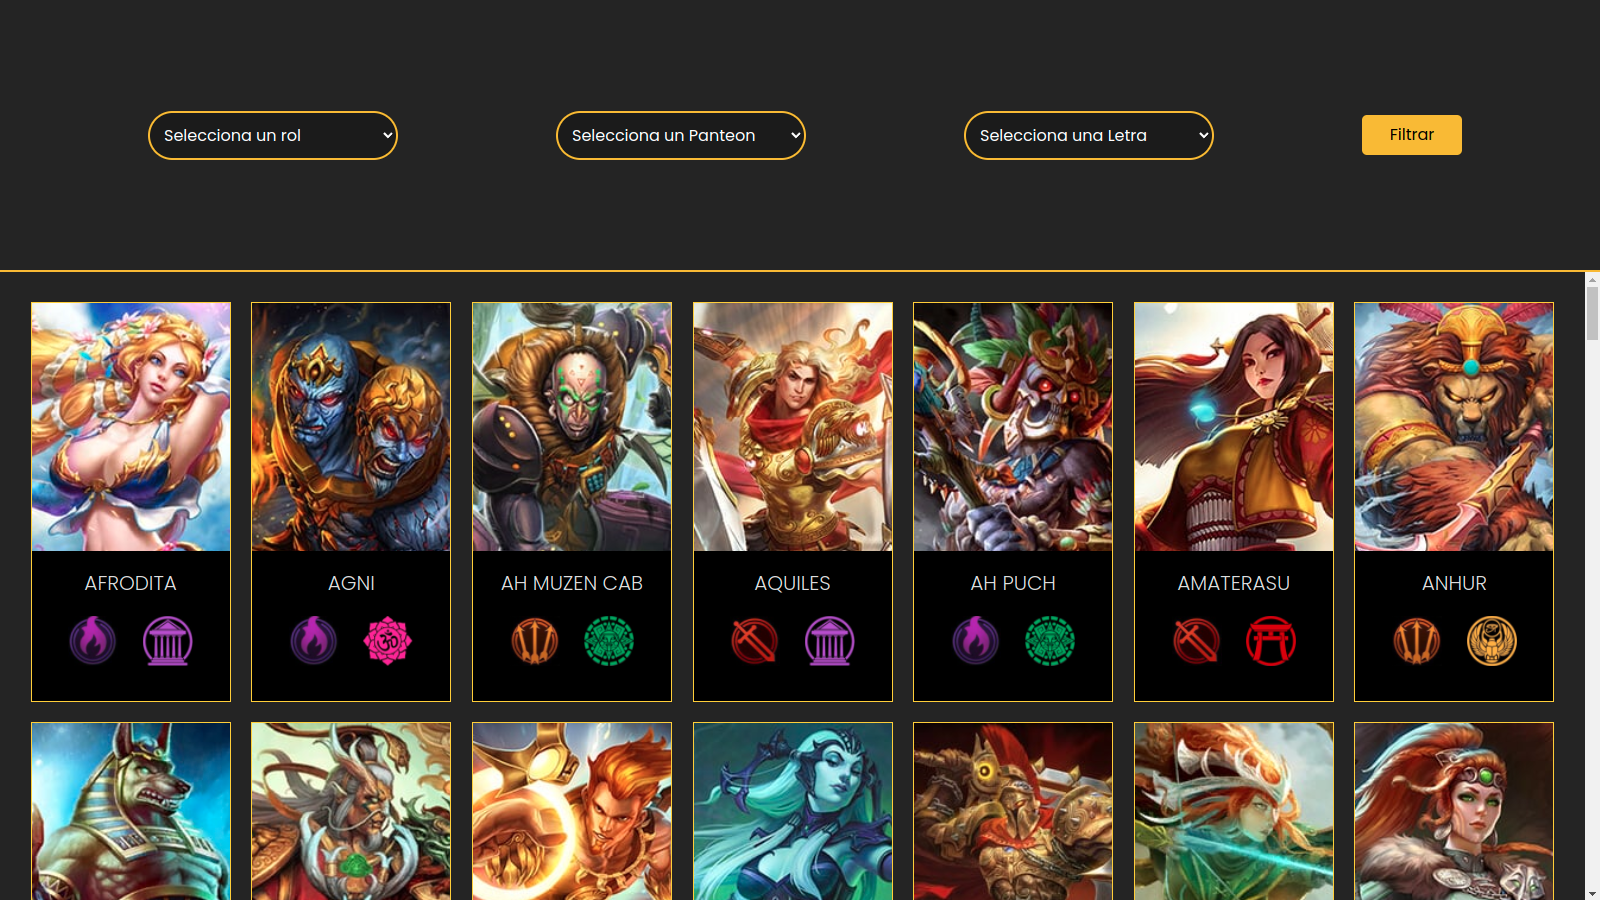 Selecciona un rol
Selecciona un Panteon
Selecciona una Letra
Filtrar
AFRODITA
AGNI
AH MUZEN CAB
AQUILES
AH PUCH
AMATERASU
ANHUR